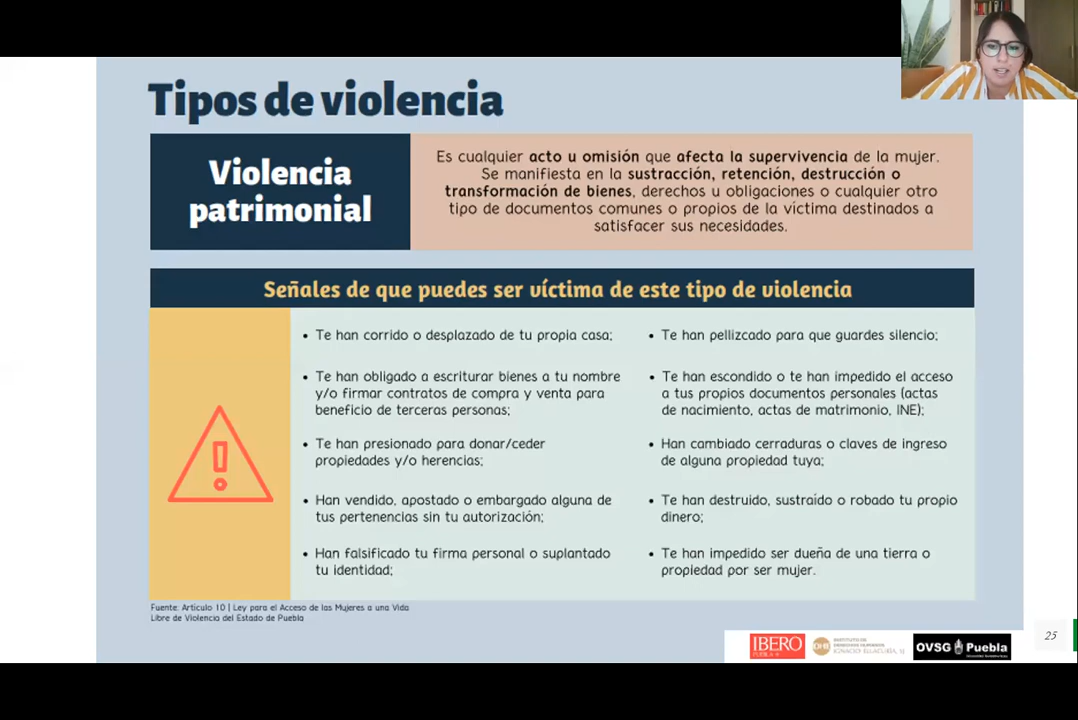 Tipos de violencia
Violencia
patrimonial
Es cualquier acto u omisión que afecta la supervivencia de la mujer.
Se manifiesta en la sustracción, retención, destrucción o
transformación de bienes, derechos u obligaciones o cualquier otro
tipo de documentos comunes o propios de la víctima destinados a
satisfacer sus necesidades.
Señales de que puedes ser víctima de este tipo de violencia
• Te han corrido o desplazado de tu propia casa;
• Te han obligado a escriturar bienes a tu nombre
y/o firmar contratos de compra y venta para
beneficio de terceras personas;
• Te han presionado para donar/ceder
propiedades y/o herencias;
• Han vendido, apostado o embargado alguna de
tus pertenencias sin tu autorización;
• Han falsificado tu firma personal o suplantado
tu identidad;
• Te han pellizcado para que guardes silencio;
• Te han escondido o te han impedido el acceso
a tus propios documentos personales (actas
de nacimiento, actas de matrimonio, INE);
• Han cambiado cerraduras o claves de ingreso
de alguna propiedad tuya;
• Te han destruido, sustraído o robado tu propio
dinero;
• Te han impedido ser dueña de una tierra o
propiedad por ser mujer.
Fuente: Artículo 10 | Ley para el Acceso de las Mujeres a una Vida
Libre de Violencia del Estado de Puebla
IBERO
PUEBLA
INSTITUTO DE
DERECHOS HUMANOS
IGNACIO ELLACURÍA, SJ
OVSG Puebla
25